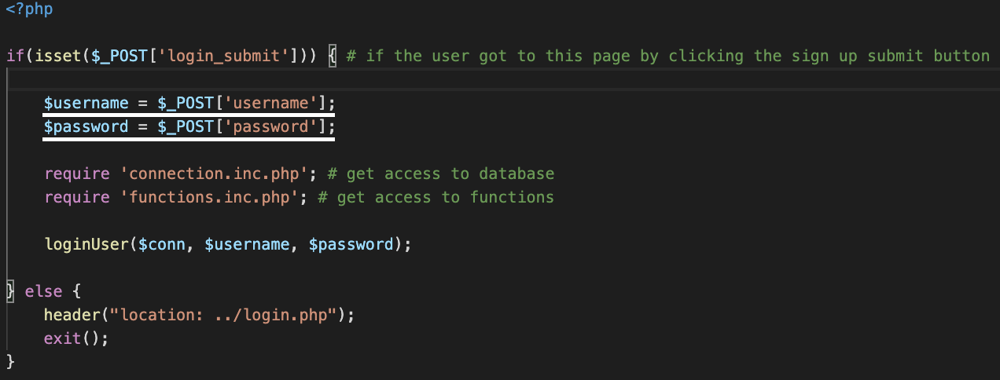 <?php
if(isset($_POST['login_submit'])) { # if the user got to this page by clicking the sign up submit button
$username = $_POST['username'];
$password = $_POST['password'];
require 'connection.inc.php'; # get access to database
require 'functions.inc.php'; # get access to functions
loginUser($conn, $username, $password);
} else {
header("location: ../login.php");
exit();
}